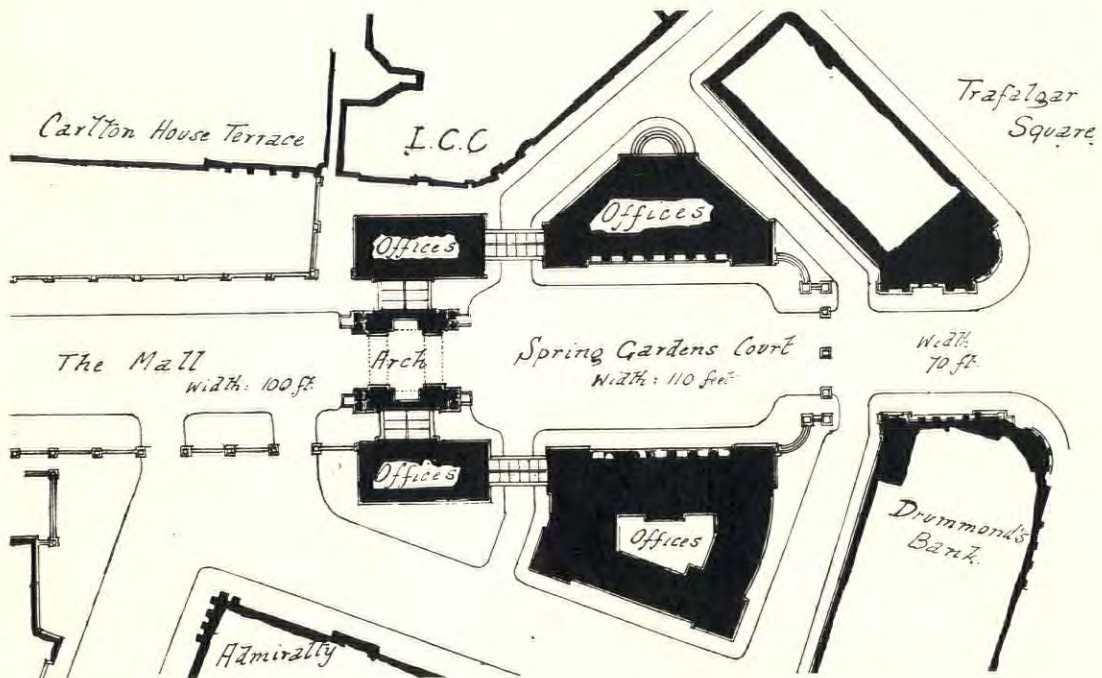 Trafalgar
Square
Carlton House Terrace
L.C.C
Offices
Offices
The Mall
Width: 100 ft.
Arch
Spring Gardens Court
Width: 110 feet
Width
70 ft.
Offices
Offices
Drummond's
Bank.
Admiralty